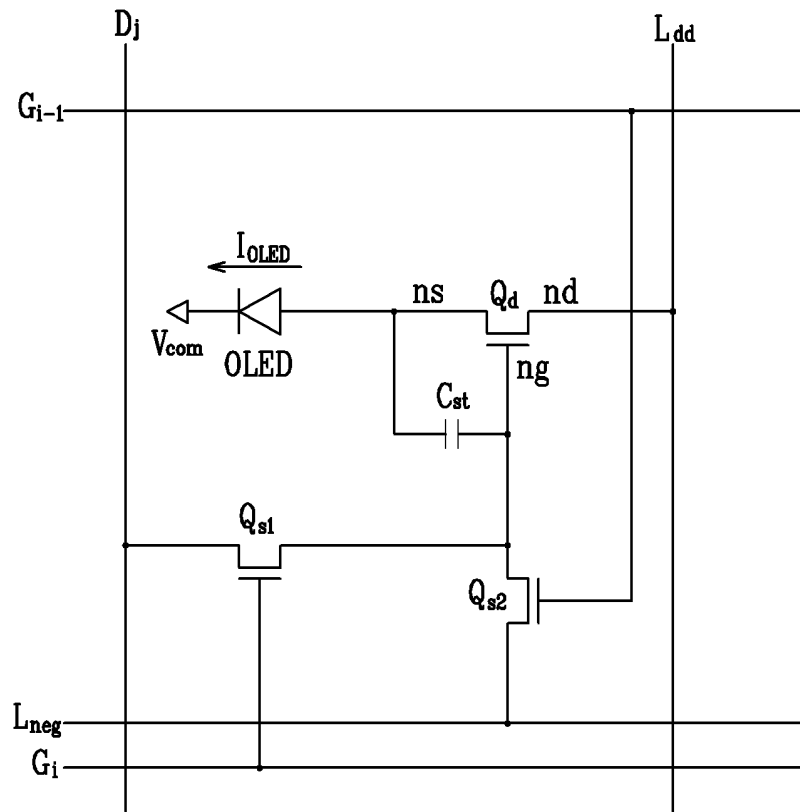 Dj
Ldd
Gi-1
IOLED
ns
Qd
nd
Vcom
OLED
ng
Cst
Qs1
Qs2
Lneg
Gi